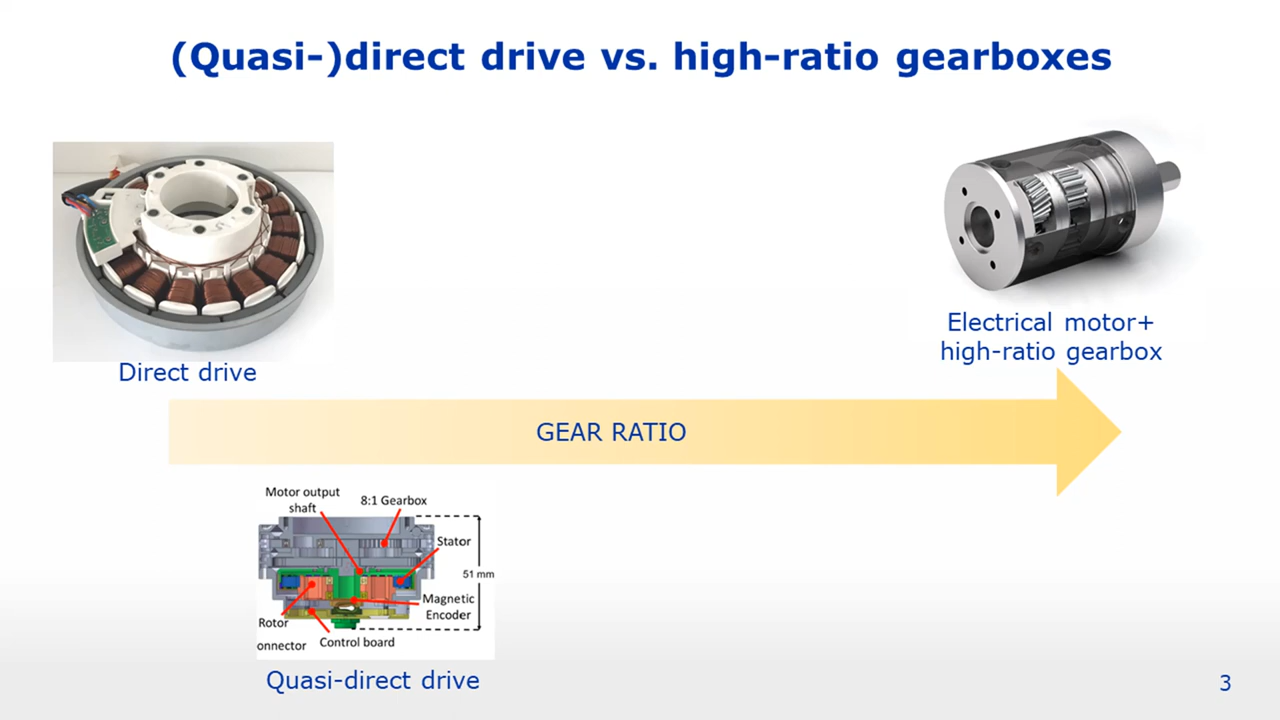 (Quasi-)direct drive vs. high-ratio gearboxes
Direct drive
Electrical motor+
high-ratio gearbox
GEAR RATIO
Motor output
shaft
8:1 Gearbox
Stator
51 mm
Magnetic
Encoder
Rotor
onnector
Control board
Quasi-direct drive
3